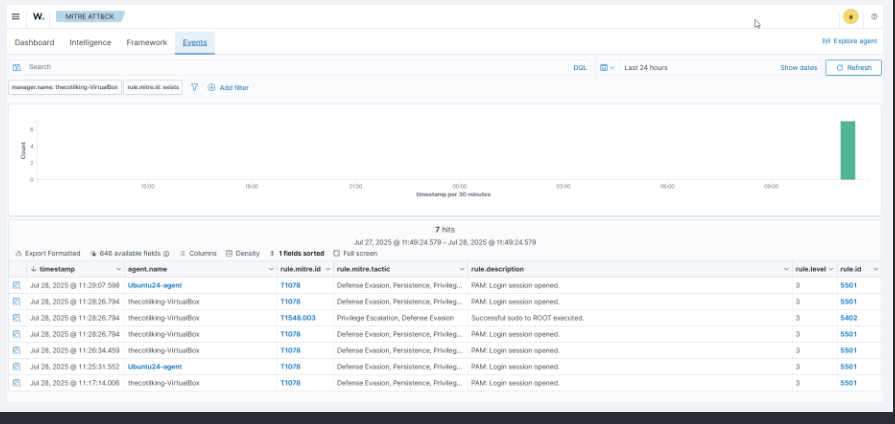 W. MITRE ATT&CK a
Dashboard Intelligence Framework Events Explore agent
Search DQL Last 24 hours Show dates Refresh
manager.name: thecotilking-VirtualBox rule.mitre.id: exists Add filter
Count
6
4
2
0
15:00 18:00 21:00 00:00 03:00 06:00 09:00
timestamp per 30 minutes
7 hits
Jul 27, 2025 @ 11:49:24.579 - Jul 28, 2025 @ 11:49:24.579
Export Formatted 646 available fields Columns Density 1 fields sorted Full screen
timestamp agent.name rule.mitre.id rule.mitre.tactic rule.description rule.level rule.id
Jul 28, 2025 @ 11:29:07.598 Ubuntu24-agent T1078 Defense Evasion, Persistence, Privileg... PAM: Login session opened. 3 5501
Jul 28, 2025 @ 11:28:26.794 thecotilking-VirtualBox T1078 Defense Evasion, Persistence, Privileg... PAM: Login session opened. 3 5501
Jul 28, 2025 @ 11:28:26.794 thecotilking-VirtualBox T1548.003 Privilege Escalation, Defense Evasion Successful sudo to ROOT executed. 3 5402
Jul 28, 2025 @ 11:28:26.794 thecotilking-VirtualBox T1078 Defense Evasion, Persistence, Privileg... PAM: Login session opened. 3 5501
Jul 28, 2025 @ 11:26:34.459 thecotilking-VirtualBox T1078 Defense Evasion, Persistence, Privileg... PAM: Login session opened. 3 5501
Jul 28, 2025 @ 11:25:31.552 Ubuntu24-agent T1078 Defense Evasion, Persistence, Privileg... PAM: Login session opened. 3 5501
Jul 28, 2025 @ 11:17:14.006 thecotilking-VirtualBox T1078 Defense Evasion, Persistence, Privileg... PAM: Login session opened. 3 5501